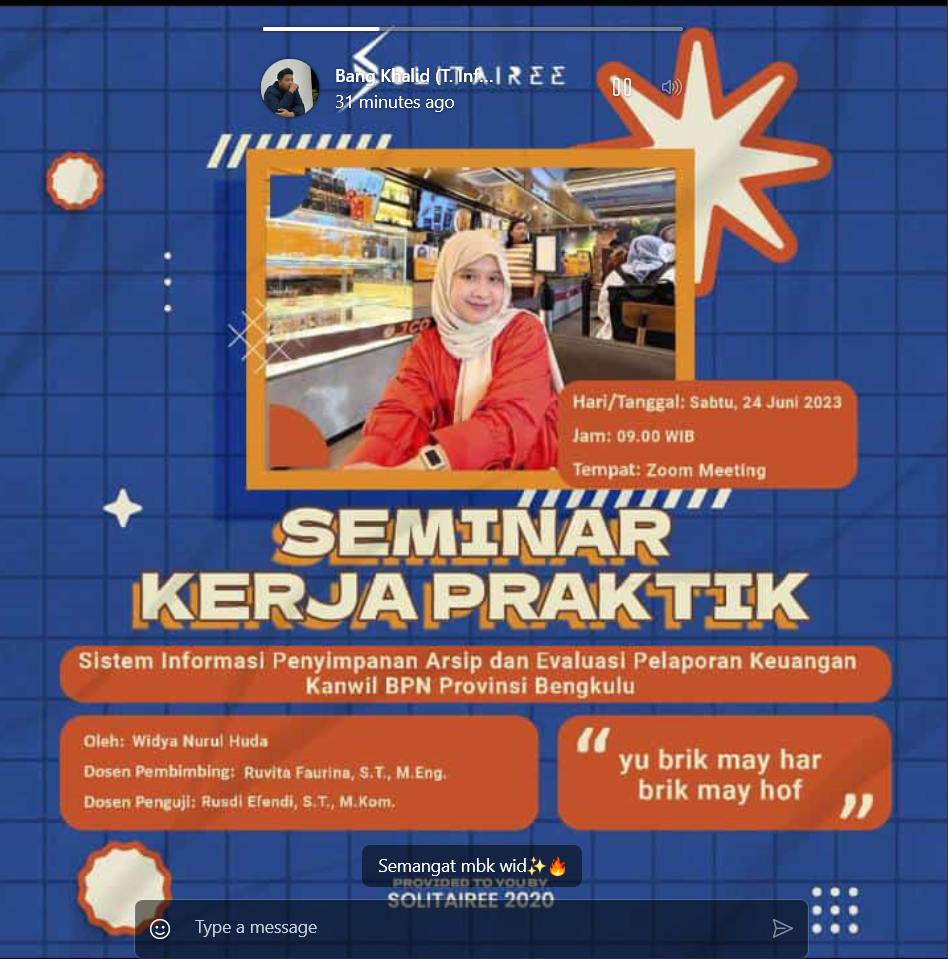 SOLITAIREE
Bang Khalid (T. Inf...
31 minutes ago
JCO
Hari/Tanggal: Sabtu, 24 Juni 2023
Jam: 09.00 WIB
Tempat: Zoom Meeting
SEMINAR
KERJA PRAKTIK
Sistem Informasi Penyimpanan Arsip dan Evaluasi Pelaporan Keuangan
Kanwil BPN Provinsi Bengkulu
Oleh: Widya Nurul Huda
Dosen Pembimbing: Ruvita Faurina, S.T., M.Eng.
Dosen Penguji: Rusdi Efendi, S.T., M.Kom.
“ yu brik may har
brik may hof ”
Semangat mbk wid✨🔥
PROVIDED TO YOU BY
SOLITAIREE 2020
Type a message